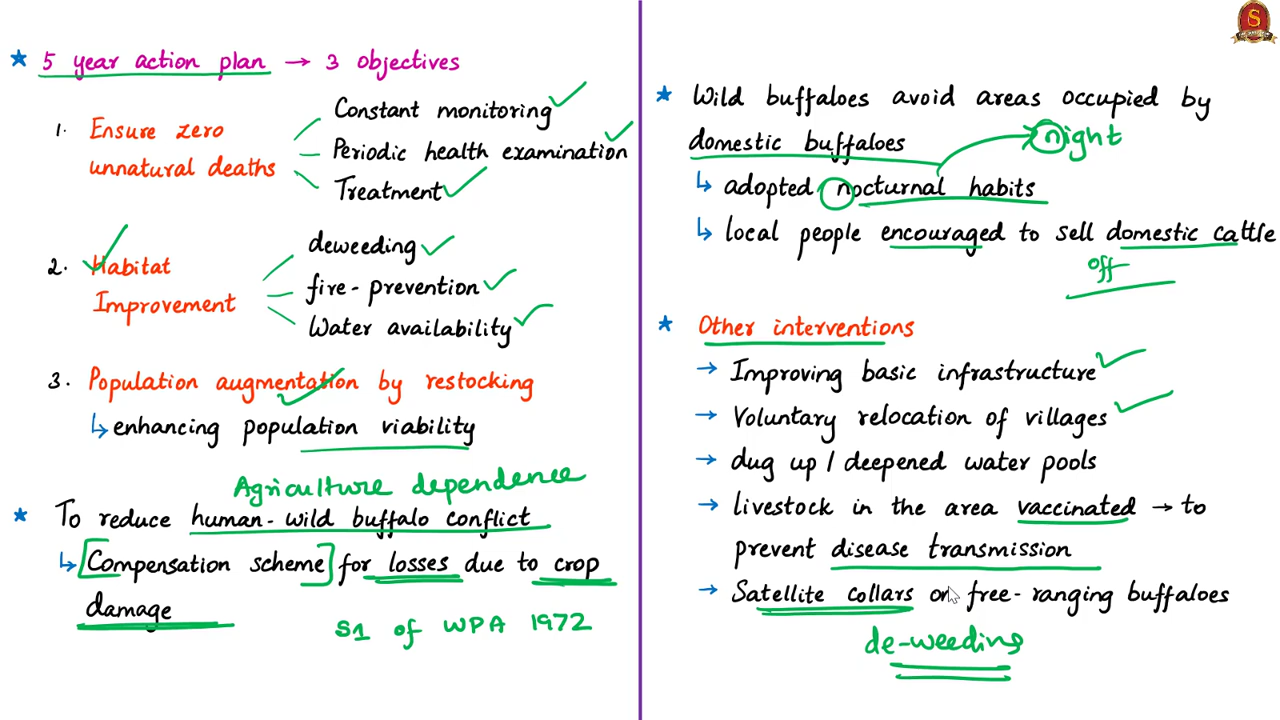 5 year action plan → 3 objectives
1. Ensure zero unnatural deaths
Constant monitoring
Periodic health examination
Treatment
2. Habitat Improvement
deweeding
fire-prevention
Water availability
3. Population augmentation by restocking
↳ enhancing population viability
Agriculture dependence
To reduce human-wild buffalo conflict
↳ [Compensation scheme] for losses due to crop
damage
S1 of WPA 1972
S
Wild buffaloes avoid areas occupied by
domestic buffaloes
night
↳ adopted nocturnal habits
↳ local people encouraged to sell domestic cattle
off
Other interventions
→ Improving basic infrastructure
→ Voluntary relocation of villages
→ dug up / deepened water pools
→ livestock in the area vaccinated → to
prevent disease transmission
→ Satellite collars on free-ranging buffaloes
de-weeding